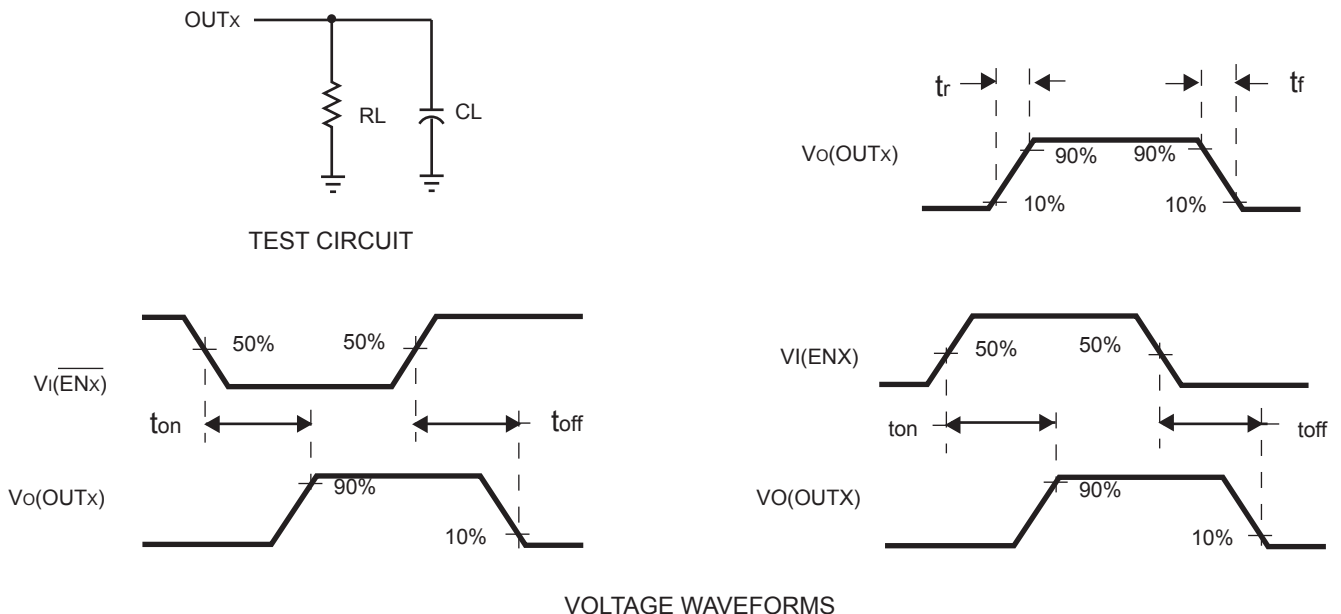 OUTX
RL
CL
TEST CIRCUIT
tr
tf
VO(OUTX)
90%
90%
10%
10%
VI(ENX)
50%
50%
ton
toff
VO(OUTX)
90%
10%
VI(ENX)
50%
50%
ton
toff
VO(OUTX)
90%
10%
VOLTAGE WAVEFORMS